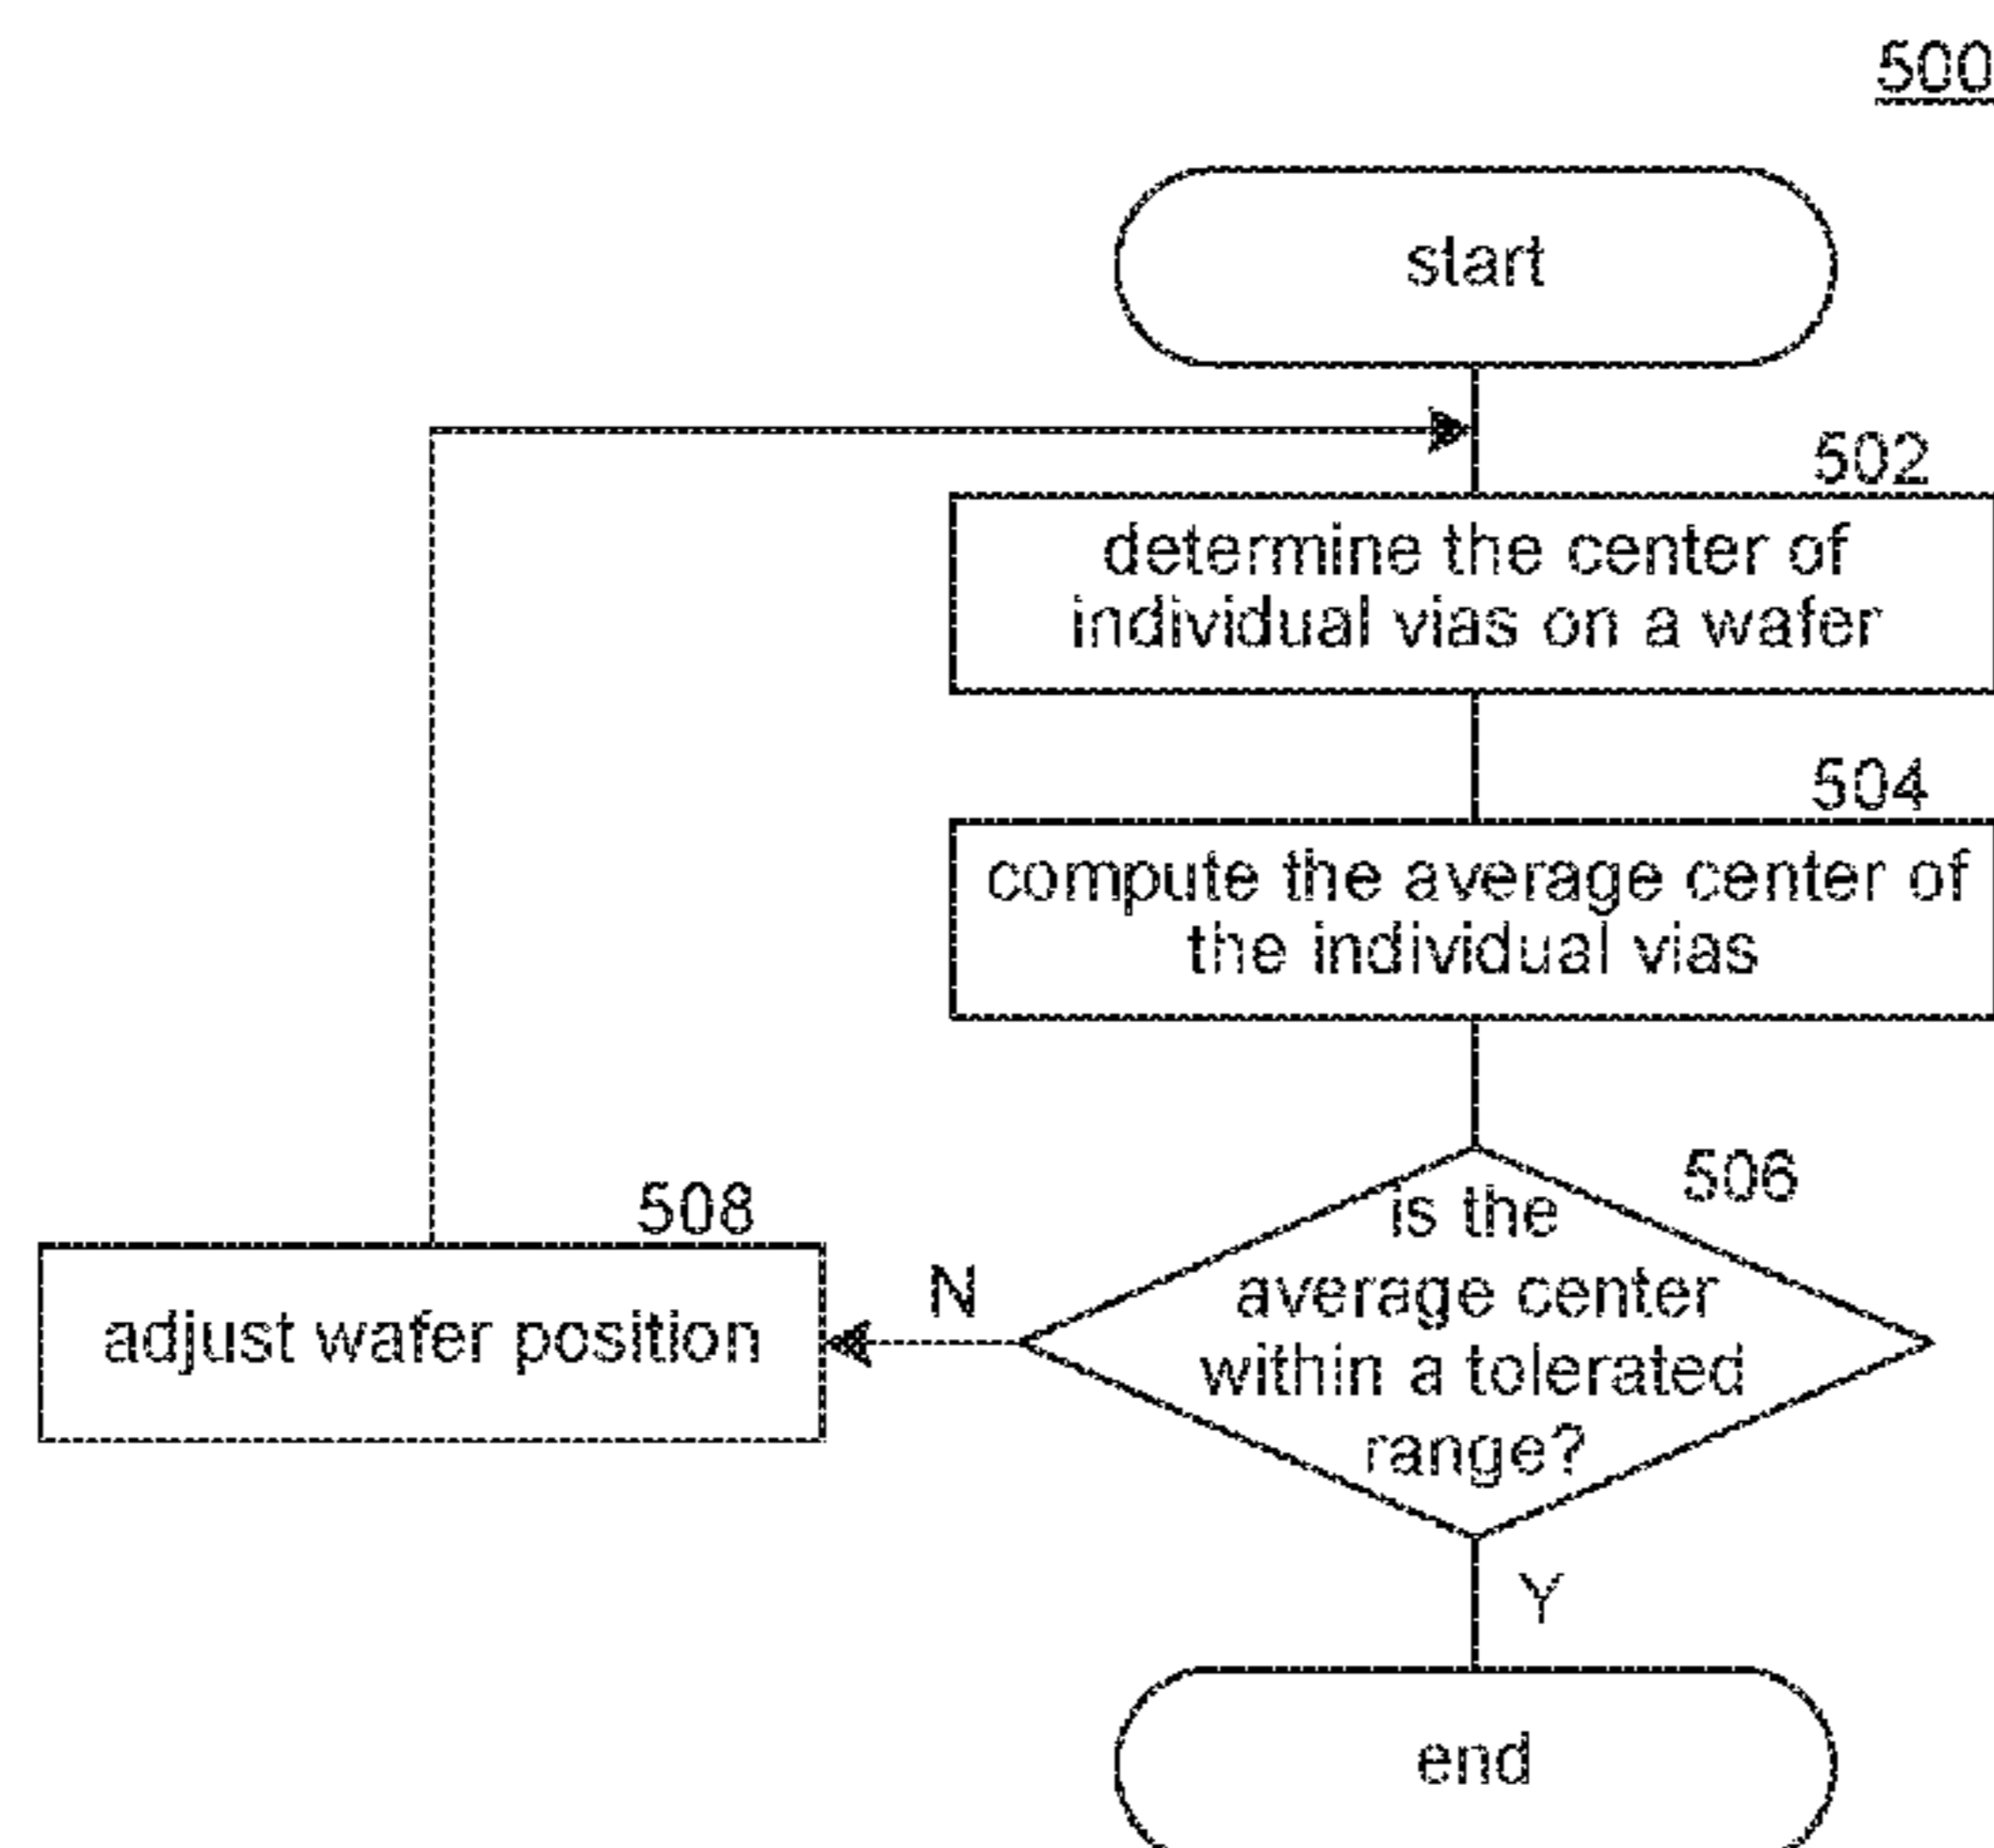 500
start
502
determine the center of
individual vias on a wafer
504
compute the average center of
the individual vias
506
is the
average center
within a tolerated
range?
N
508
adjust wafer position
Y
end